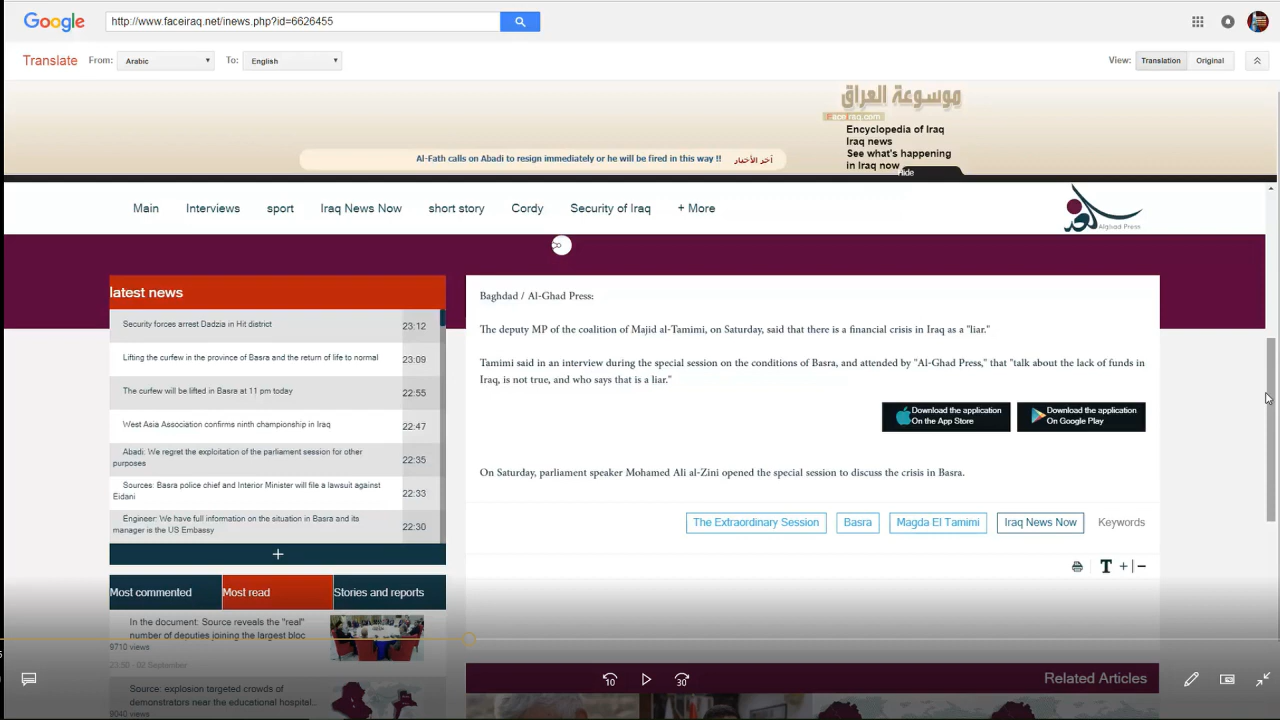 Google
http://www.faceiraq.net/inews.php?id=6626455
Translate From: Arabic To: English View: Translation Original
موسوعة العراق
Faceiraq.com
Encyclopedia of Iraq
Iraq news
See what's happening
in Iraq now
Hide
Al-Fath calls on Abadi to resign immediately or he will be fired in this way !! آخر الأخبار
Main Interviews sport Iraq News Now short story Cordy Security of Iraq + More
الغد
Alghad Press
latest news
Security forces arrest Dadzia in Hit district 23:12
Lifting the curfew in the province of Basra and the return of life to normal 23:09
The curfew will be lifted in Basra at 11 pm today 22:55
West Asia Association confirms ninth championship in Iraq 22:47
Abadi: We regret the exploitation of the parliament session for other
purposes 22:35
Sources: Basra police chief and Interior Minister will file a lawsuit against
Eidani 22:33
Engineer: We have full information on the situation in Basra and its
manager is the US Embassy 22:30
+
Most commented Most read Stories and reports
In the document: Source reveals the "real"
number of deputies joining the largest bloc
9710 views
23:50 - 02 September
Source: explosion targeted crowds of
demonstrators near the educational hospital...
9040 views
Baghdad / Al-Ghad Press:
The deputy MP of the coalition of Majid al-Tamimi, on Saturday, said that there is a financial crisis in Iraq as a "liar."
Tamimi said in an interview during the special session on the conditions of Basra, and attended by "Al-Ghad Press," that "talk about the lack of funds in
Iraq, is not true, and who says that is a liar."
Download the application
On the App Store
Download the application
On Google Play
On Saturday, parliament speaker Mohamed Ali al-Zini opened the special session to discuss the crisis in Basra.
The Extraordinary Session Basra Magda El Tamimi Iraq News Now Keywords
T + | −
Related Articles
10 30